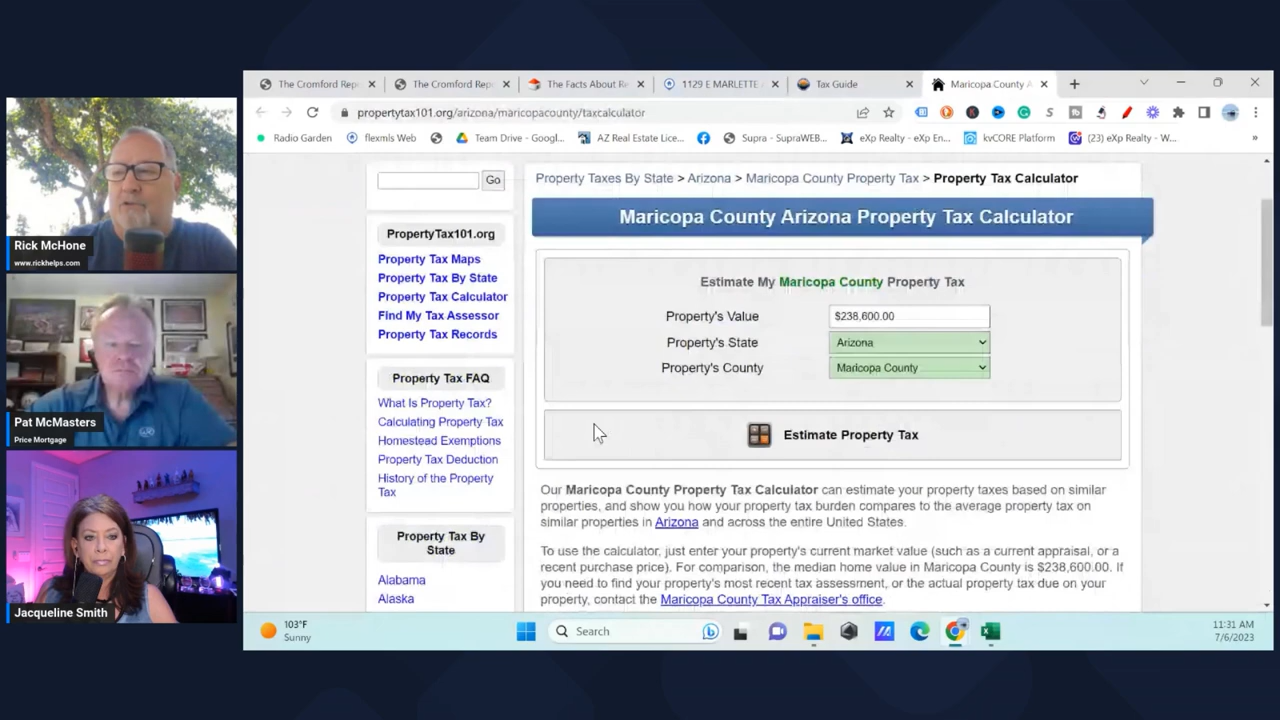 Rick McHone
www.rickhelps.com
Pat McMasters
Price Mortgage
Jacqueline Smith
The Cromford Rep
The Cromford Rep
The Facts About Re
1129 E MARLETTE
Tax Guide
Maricopa County A
propertytax101.org/arizona/maricopacounty/taxcalculator
Radio Garden
flexmls Web
Team Drive - Googl...
AZ Real Estate Lice...
Supra - SupraWEB...
eXp Realty - eXp En...
kvCORE Platform
(23) eXp Realty - W...
»
Go
PropertyTax101.org
Property Tax Maps
Property Tax By State
Property Tax Calculator
Find My Tax Assessor
Property Tax Records
Property Tax FAQ
What Is Property Tax?
Calculating Property Tax
Homestead Exemptions
Property Tax Deduction
History of the Property
Tax
Property Tax By
State
Alabama
Alaska
Property Taxes By State > Arizona > Maricopa County Property Tax > Property Tax Calculator
Maricopa County Arizona Property Tax Calculator
Estimate My Maricopa County Property Tax
Property's Value $238,600.00
Property's State Arizona
Property's County Maricopa County
Estimate Property Tax
Our Maricopa County Property Tax Calculator can estimate your property taxes based on similar
properties, and show you how your property tax burden compares to the average property tax on
similar properties in Arizona and across the entire United States.
To use the calculator, just enter your property's current market value (such as a current appraisal, or a
recent purchase price). For comparison, the median home value in Maricopa County is $238,600.00. If
you need to find your property's most recent tax assessment, or the actual property tax due on your
property, contact the Maricopa County Tax Appraiser's office.
103°F
Sunny
Search
11:31 AM
7/6/2023